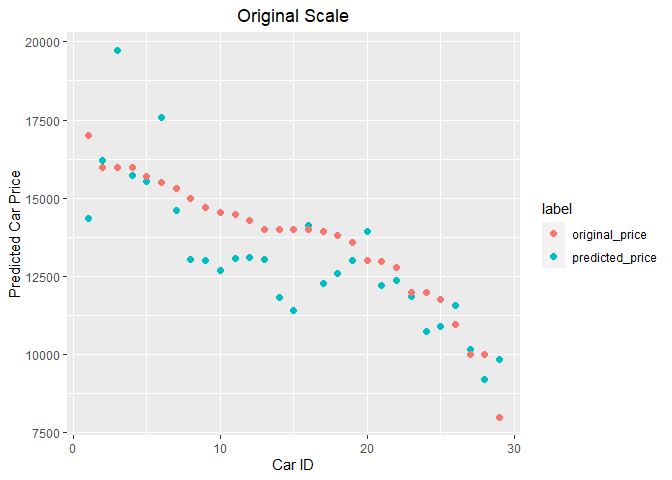 Original Scale
20000
17500
15000
12500
10000
7500
Predicted Car Price
0
10
20
30
Car ID
label
original_price
predicted_price